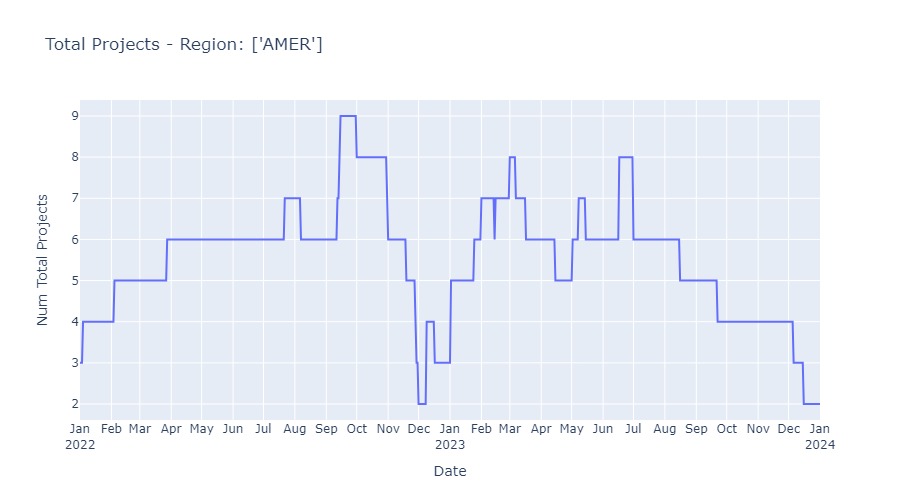 Total Projects - Region: ['AMER']
9
8
7
6
5
4
3
2
Num Total Projects
Jan Feb Mar Apr May Jun Jul Aug Sep Oct Nov Dec Jan Feb Mar Apr May Jun Jul Aug Sep Oct Nov Dec Jan
2022 2023 2024
Date